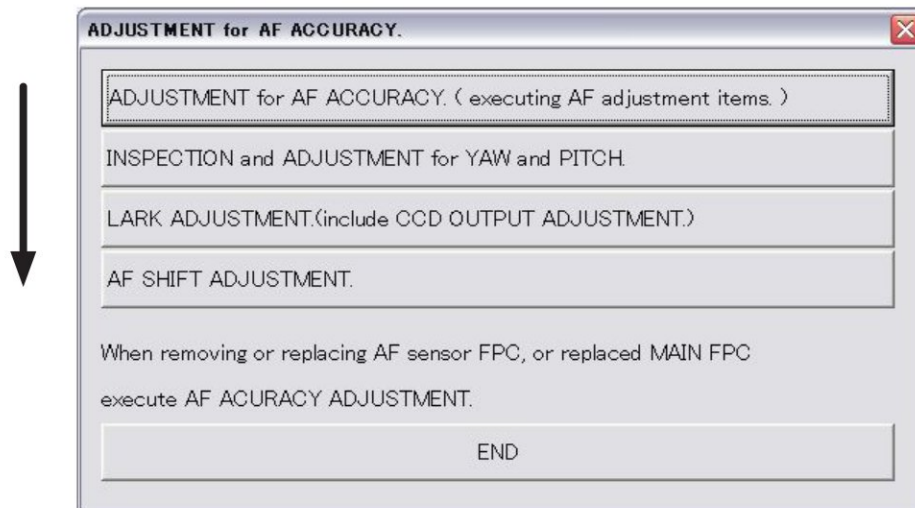 ADJUSTMENT for AF ACCURACY.
ADJUSTMENT for AF ACCURACY. ( executing AF adjustment items. )
INSPECTION and ADJUSTMENT for YAW and PITCH.
LARK ADJUSTMENT.(include CCD OUTPUT ADJUSTMENT.)
AF SHIFT ADJUSTMENT.
When removing or replacing AF sensor FPC, or replaced MAIN FPC
execute AF ACURACY ADJUSTMENT.
END